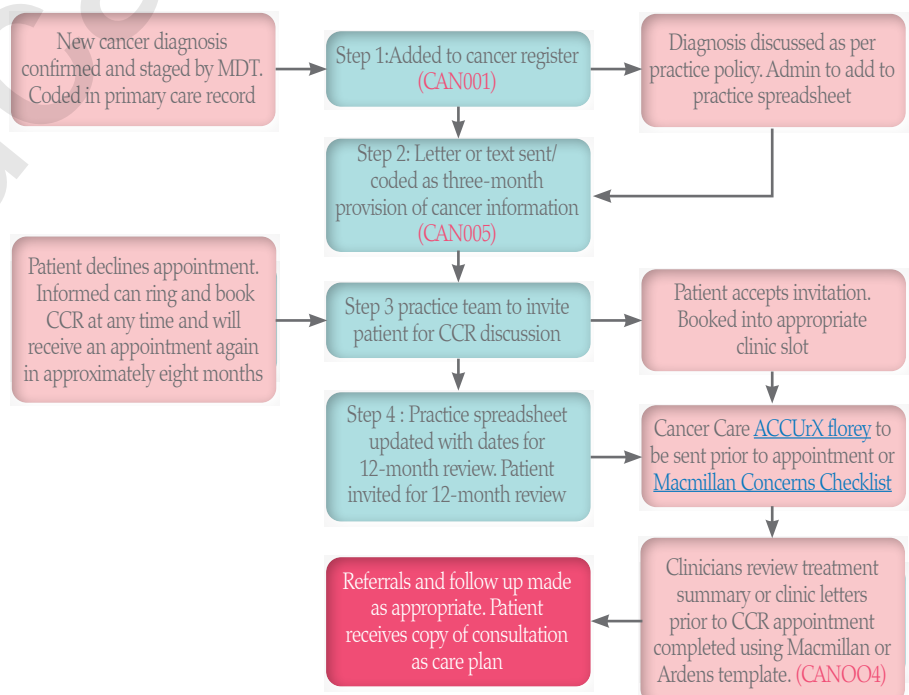 New cancer diagnosis
confirmed and staged by MDT.
Coded in primary care record
Step 1:Added to cancer register
(CAN001)
Diagnosis discussed as per
practice policy. Admin to add to
practice spreadsheet
Step 2: Letter or text sent/
coded as three-month
provision of cancer information
(CAN005)
Patient declines appointment.
Informed can ring and book
CCR at any time and will
receive an appointment again
in approximately eight months
Step 3 practice team to invite
patient for CCR discussion
Patient accepts invitation.
Booked into appropriate
clinic slot
Step 4 : Practice spreadsheet
updated with dates for
12-month review. Patient
invited for 12-month review
Cancer Care ACCUrX florey to
be sent prior to appointment or
Macmillan Concerns Checklist
Referrals and follow up made
as appropriate. Patient
receives copy of consultation
as care plan
Clinicians review treatment
summary or clinic letters
prior to CCR appointment
completed using Macmillan or
Ardens template. (CANOO4)